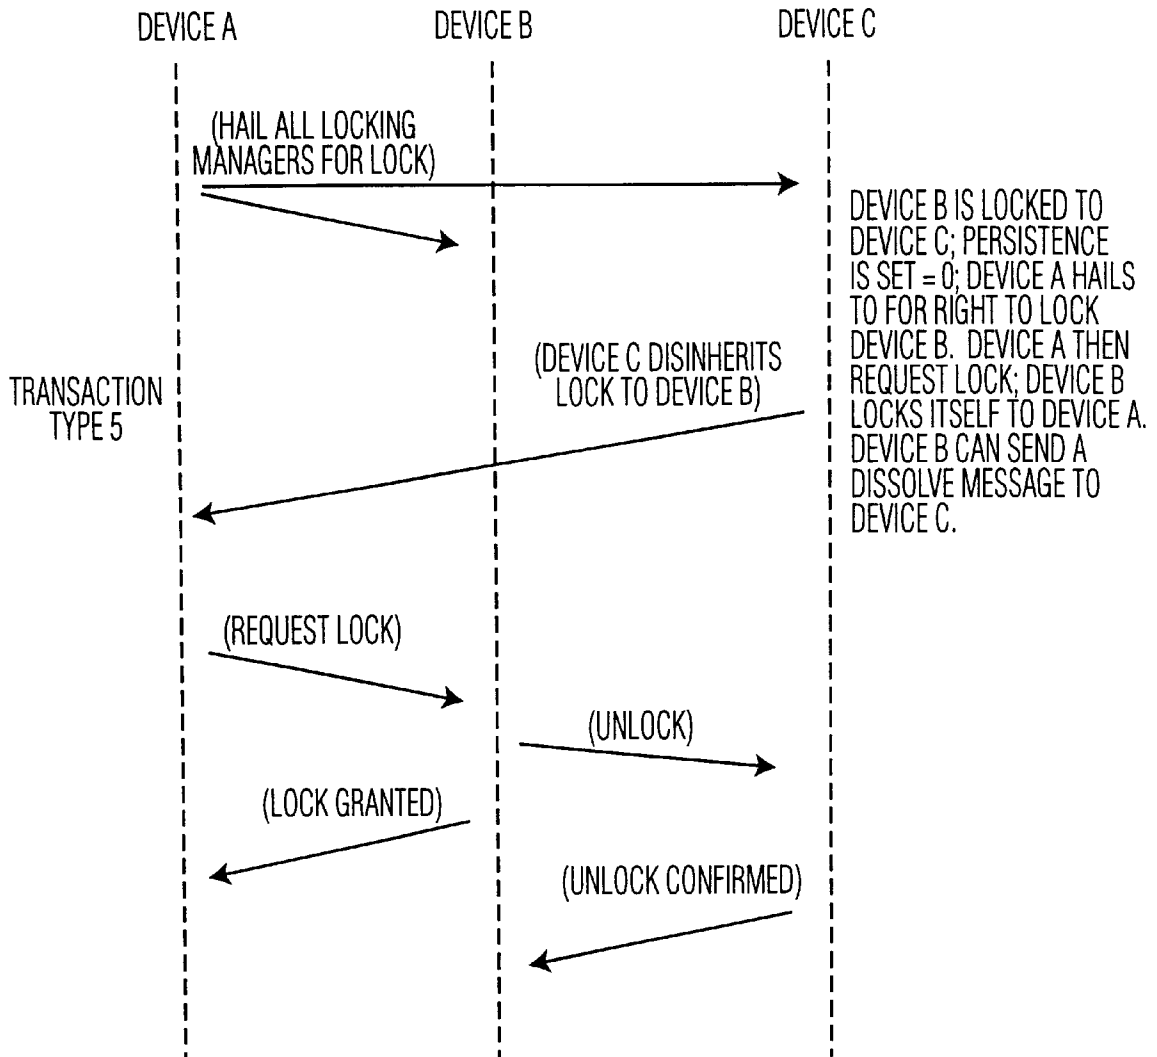 DEVICE A
DEVICE B
DEVICE C
(HAIL ALL LOCKING
MANAGERS FOR LOCK)
DEVICE B IS LOCKED TO
DEVICE C; PERSISTENCE
IS SET = 0; DEVICE A HAILS
TO FOR RIGHT TO LOCK
DEVICE B. DEVICE A THEN
REQUEST LOCK; DEVICE B
LOCKS ITSELF TO DEVICE A.
DEVICE B CAN SEND A
DISSOLVE MESSAGE TO
DEVICE C.
(DEVICE C DISINHERITS
LOCK TO DEVICE B)
TRANSACTION
TYPE 5
(REQUEST LOCK)
(UNLOCK)
(LOCK GRANTED)
(UNLOCK CONFIRMED)